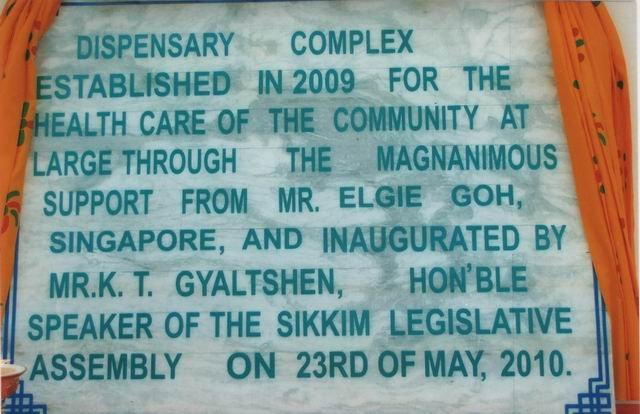 DISPENSARY COMPLEX
ESTABLISHED IN 2009 FOR THE
HEALTH CARE OF THE COMMUNITY AT
LARGE THROUGH THE MAGNANIMOUS
SUPPORT FROM MR. ELGIE GOH,
SINGAPORE, AND INAUGURATED BY
MR.K. T. GYALTSHEN, HON'BLE
SPEAKER OF THE SIKKIM LEGISLATIVE
ASSEMBLY ON 23RD OF MAY, 2010.